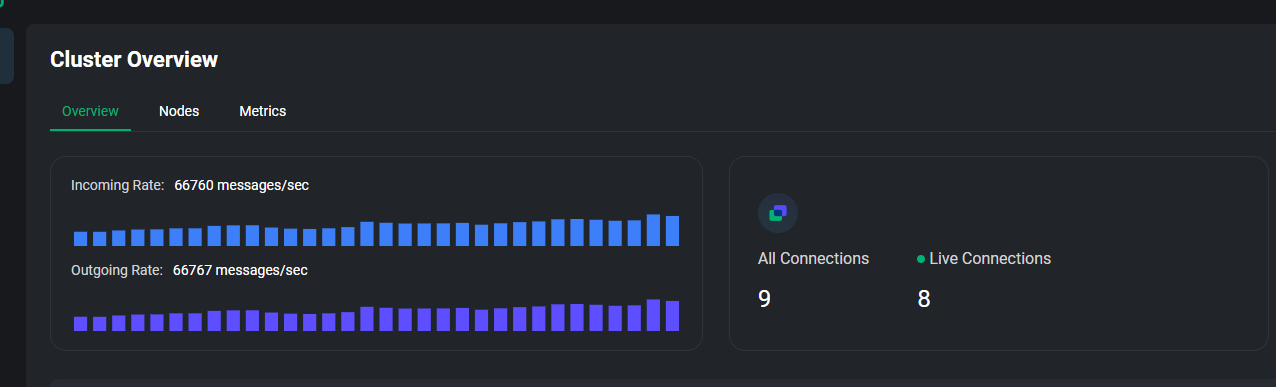 Cluster Overview
Overview Nodes Metrics
Incoming Rate: 66760 messages/sec
Outgoing Rate: 66767 messages/sec
All Connections Live Connections
9 8